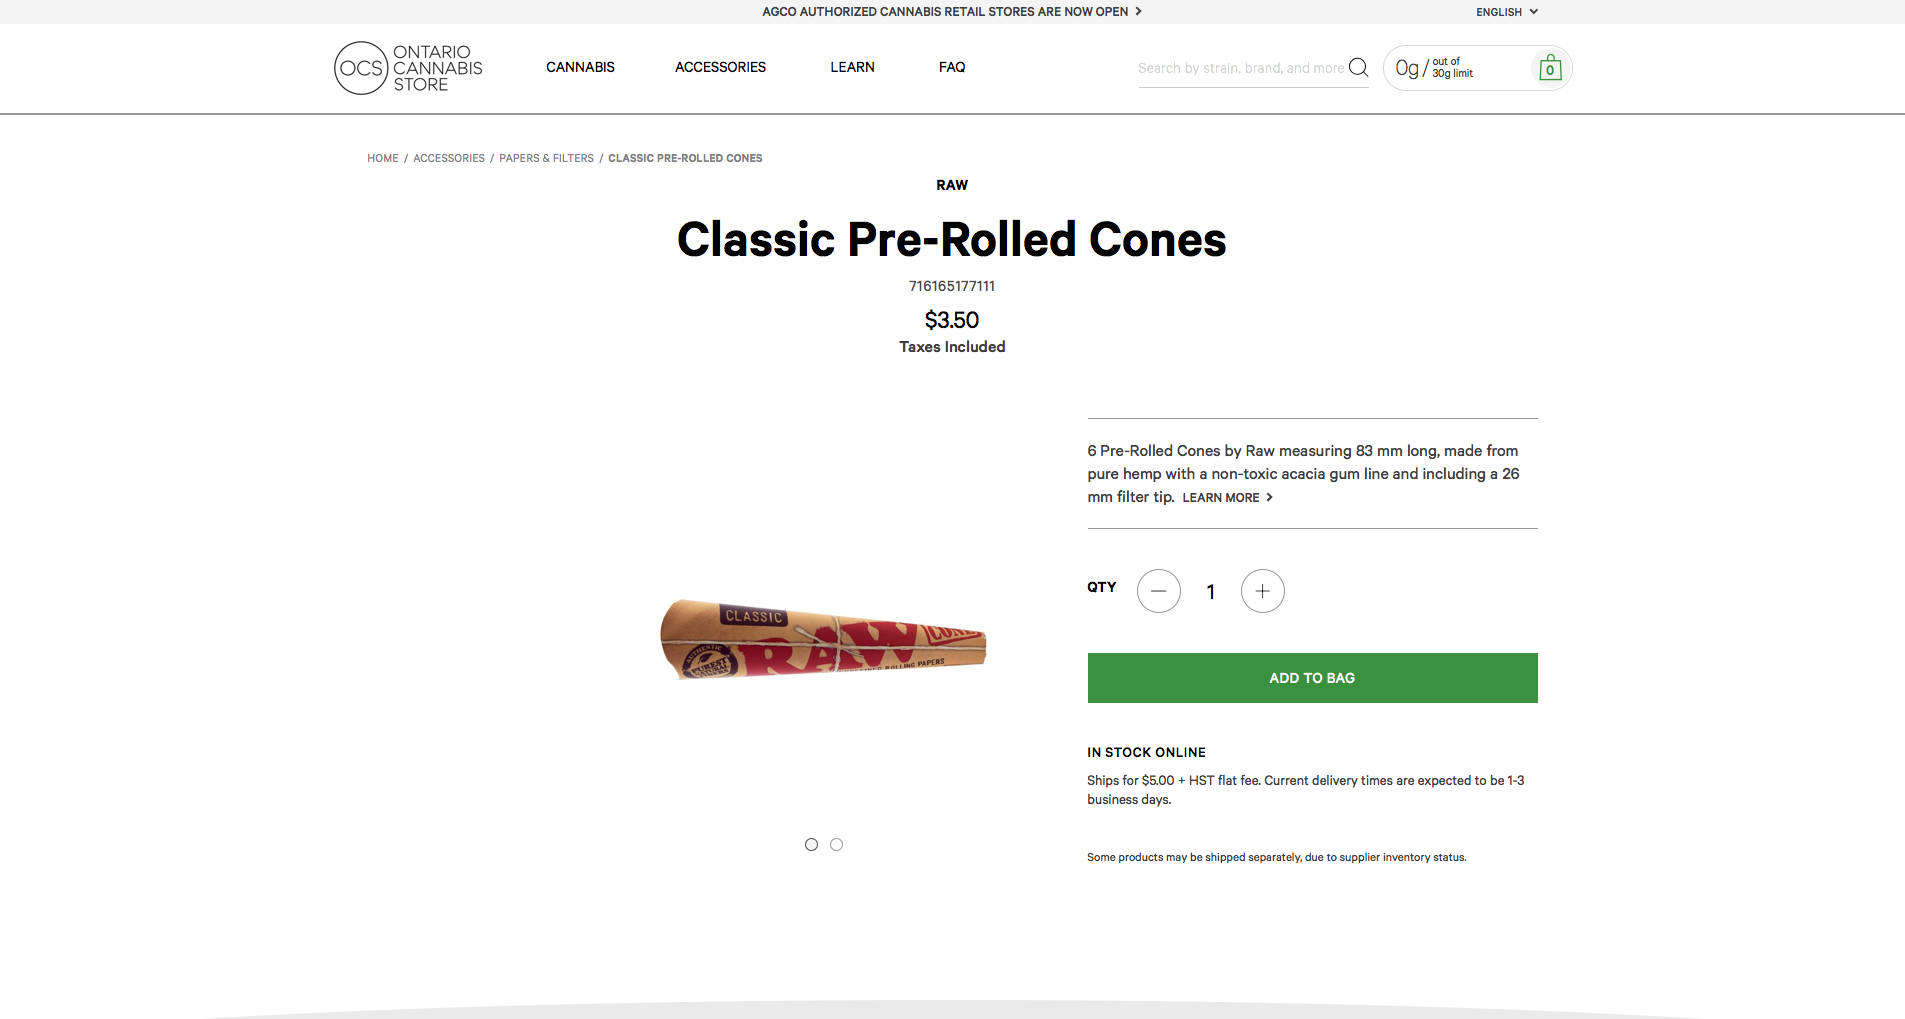 AGCO AUTHORIZED CANNABIS RETAIL STORES ARE NOW OPEN
ENGLISH
OCS
ONTARIO
CANNABIS
STORE
CANNABIS
ACCESSORIES
LEARN
FAQ
Search by strain, brand, and more
0g / out of
30g limit
0
HOME / ACCESSORIES / PAPERS & FILTERS / CLASSIC PRE-ROLLED CONES
RAW
Classic Pre-Rolled Cones
716165177111
$3.50
Taxes Included
6 Pre-Rolled Cones by Raw measuring 83 mm long, made from
pure hemp with a non-toxic acacia gum line and including a 26
mm filter tip. LEARN MORE
QTY
1
ADD TO BAG
CLASSIC
RAW
CONE
AUTHENTIC
PUREST
NATURAL
ROLLING PAPERS
IN STOCK ONLINE
Ships for $5.00 + HST flat fee. Current delivery times are expected to be 1-3
business days.
Some products may be shipped separately, due to supplier inventory status.